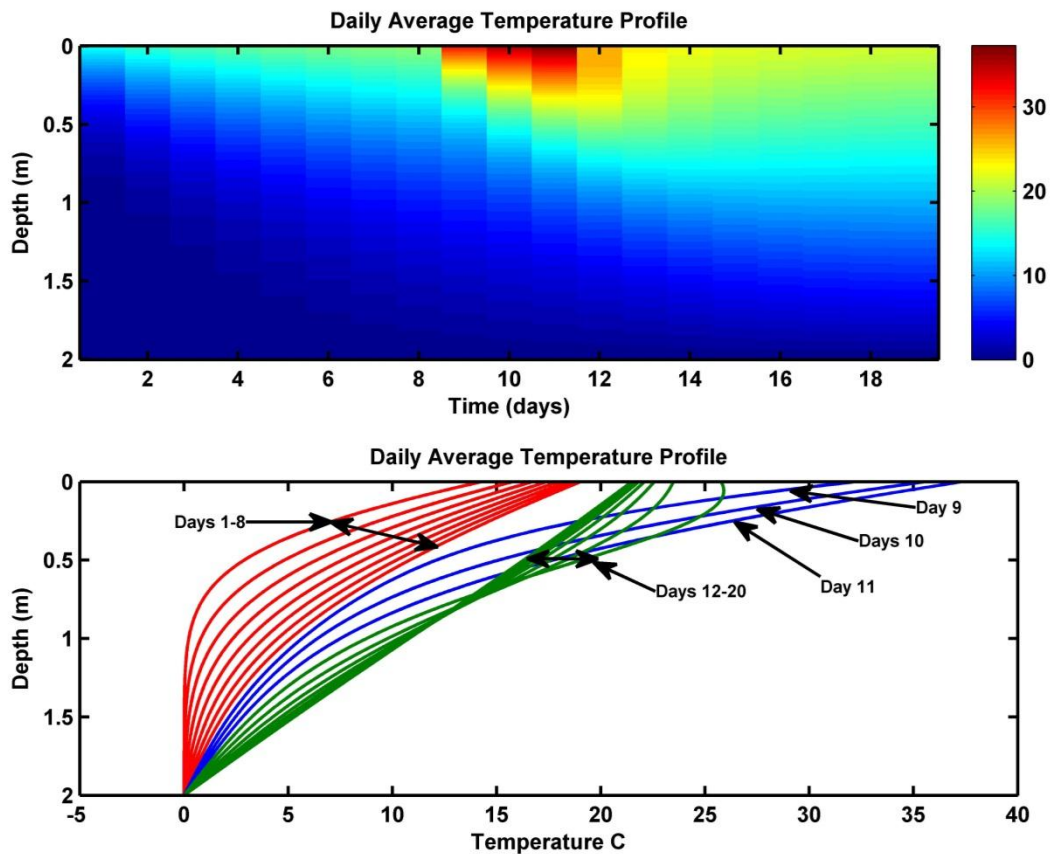 Daily Average Temperature Profile
0
0.5
1
1.5
2
Depth (m)
2 4 6 8 10 12 14 16 18
Time (days)
30
20
10
0
Daily Average Temperature Profile
0
0.5
1
1.5
2
Depth (m)
Days 1-8
Day 9
Days 10
Day 11
Days 12-20
-5 0 5 10 15 20 25 30 35 40
Temperature C